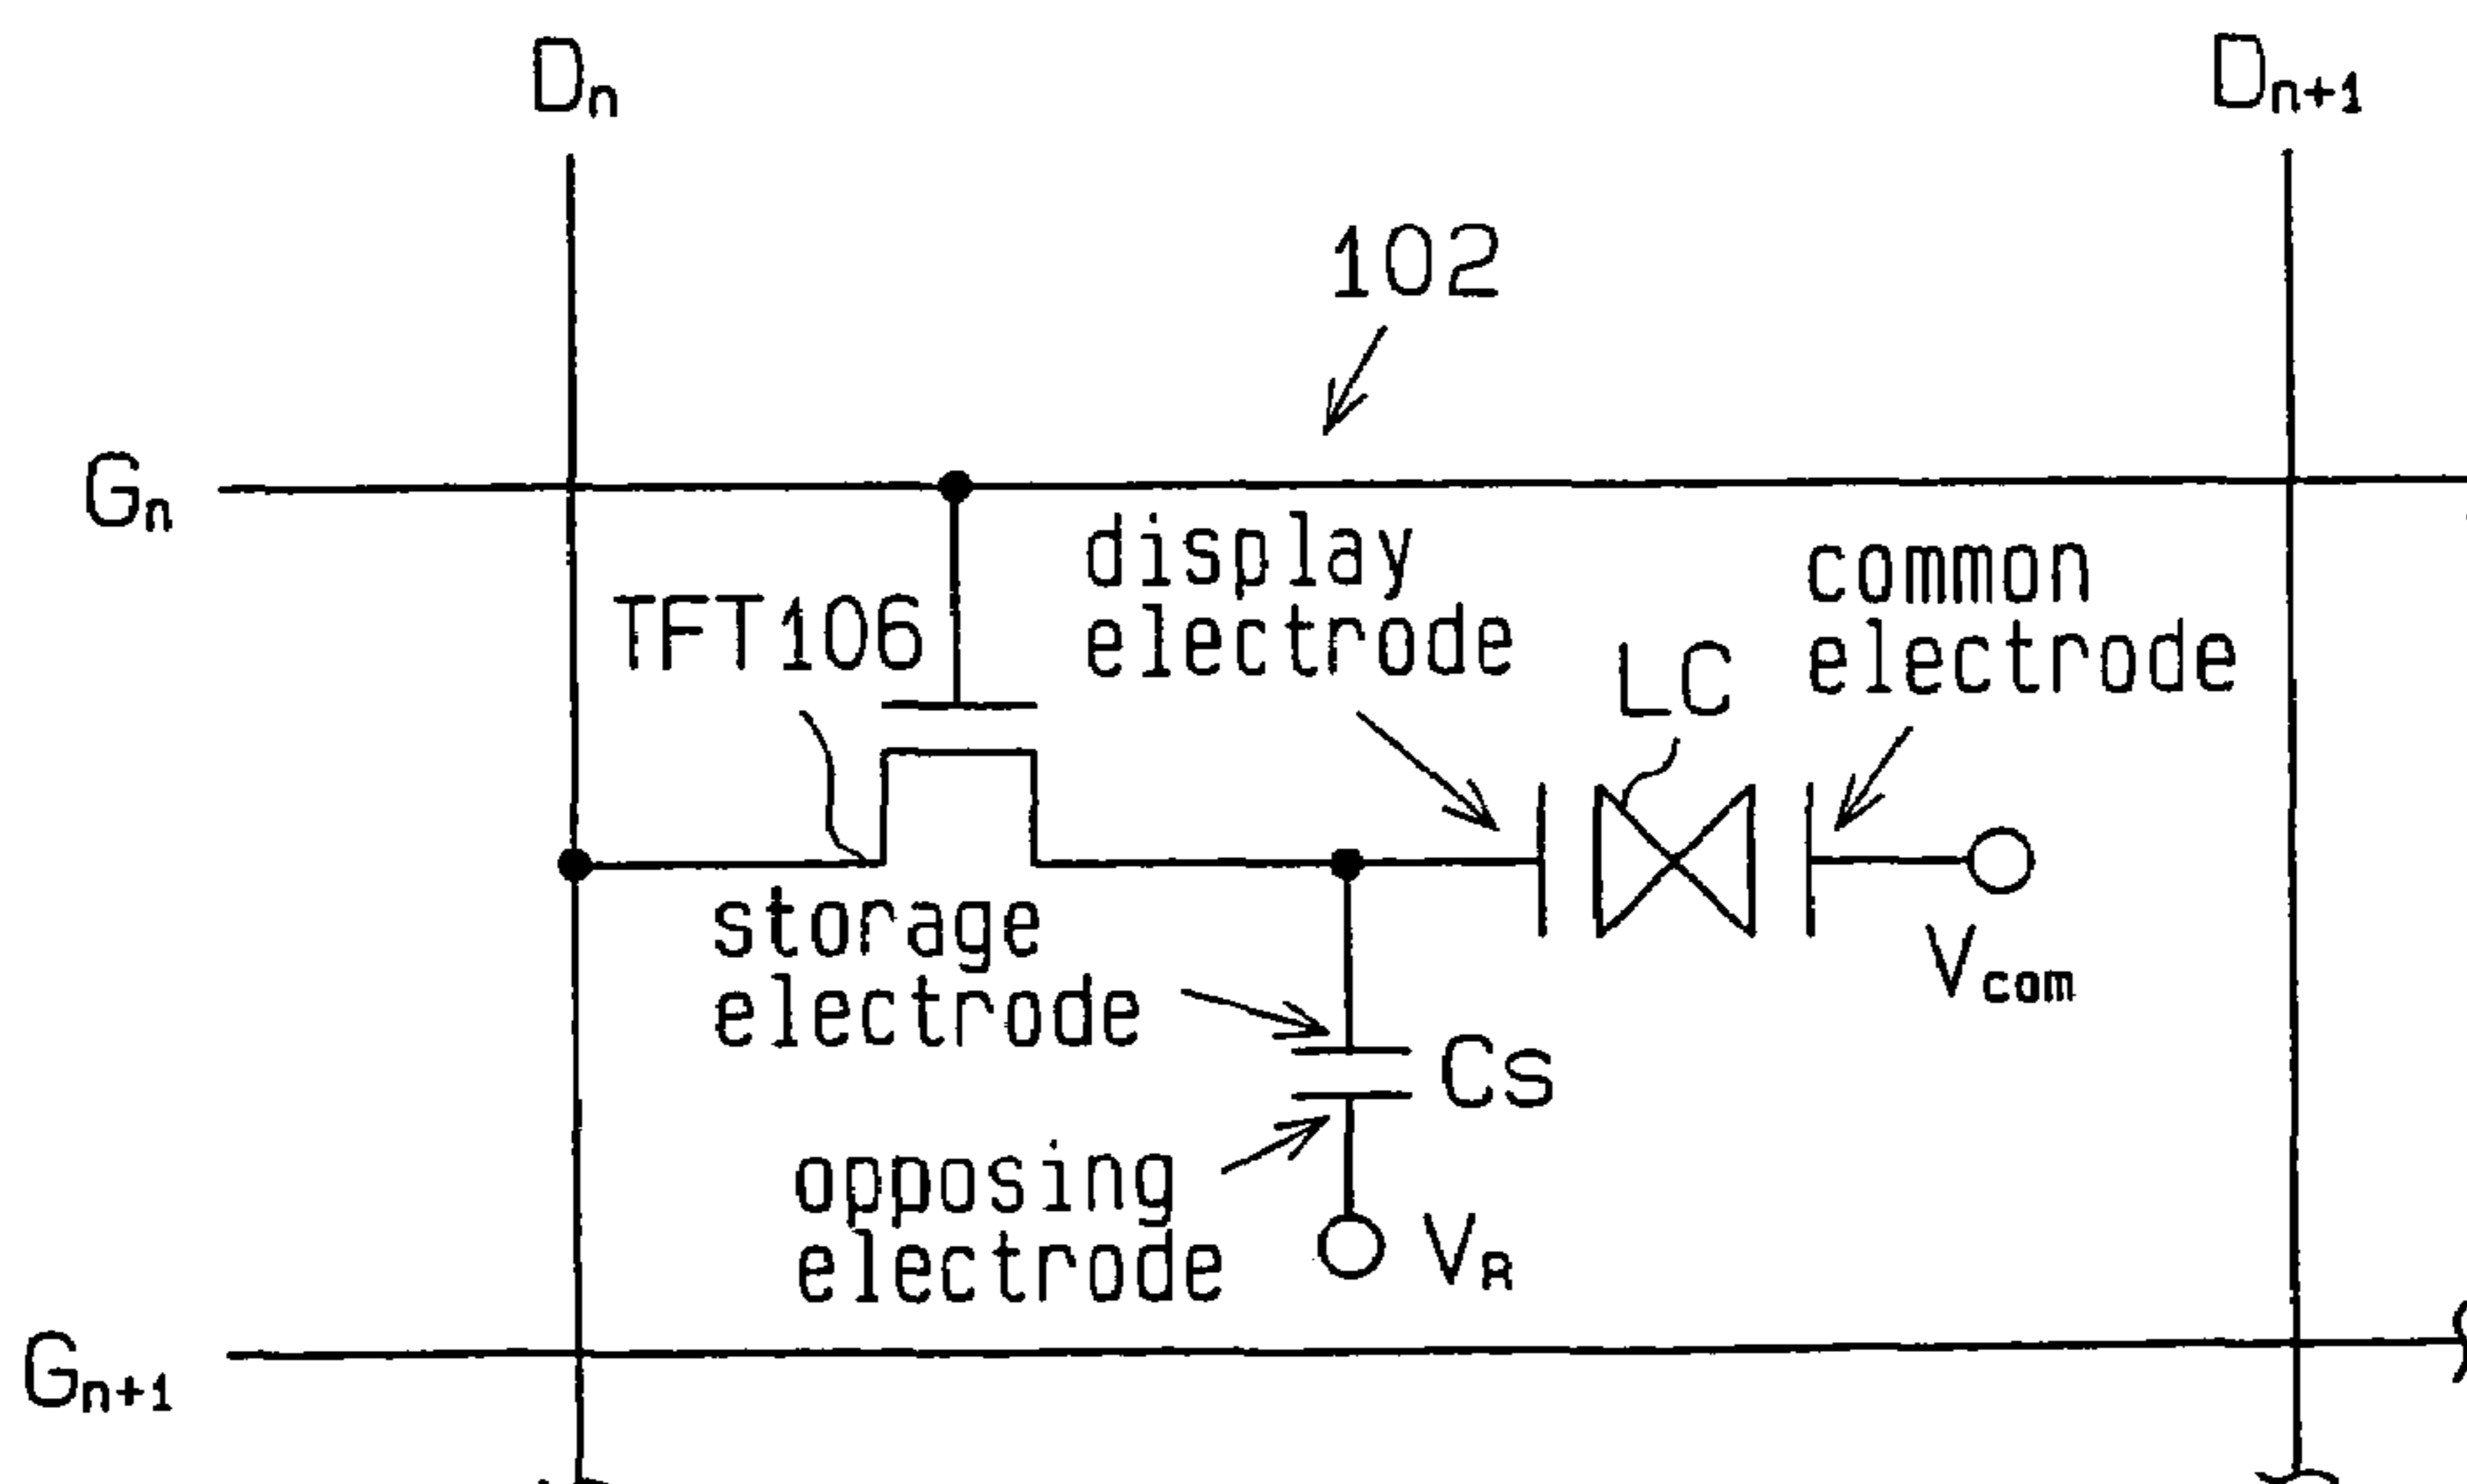 Dn
Dn+1
102
Gn
display
electrode
common
electrode
TFT106
LC
storage
electrode
Vcom
Cs
opposing
electrode
VR
Gn+1